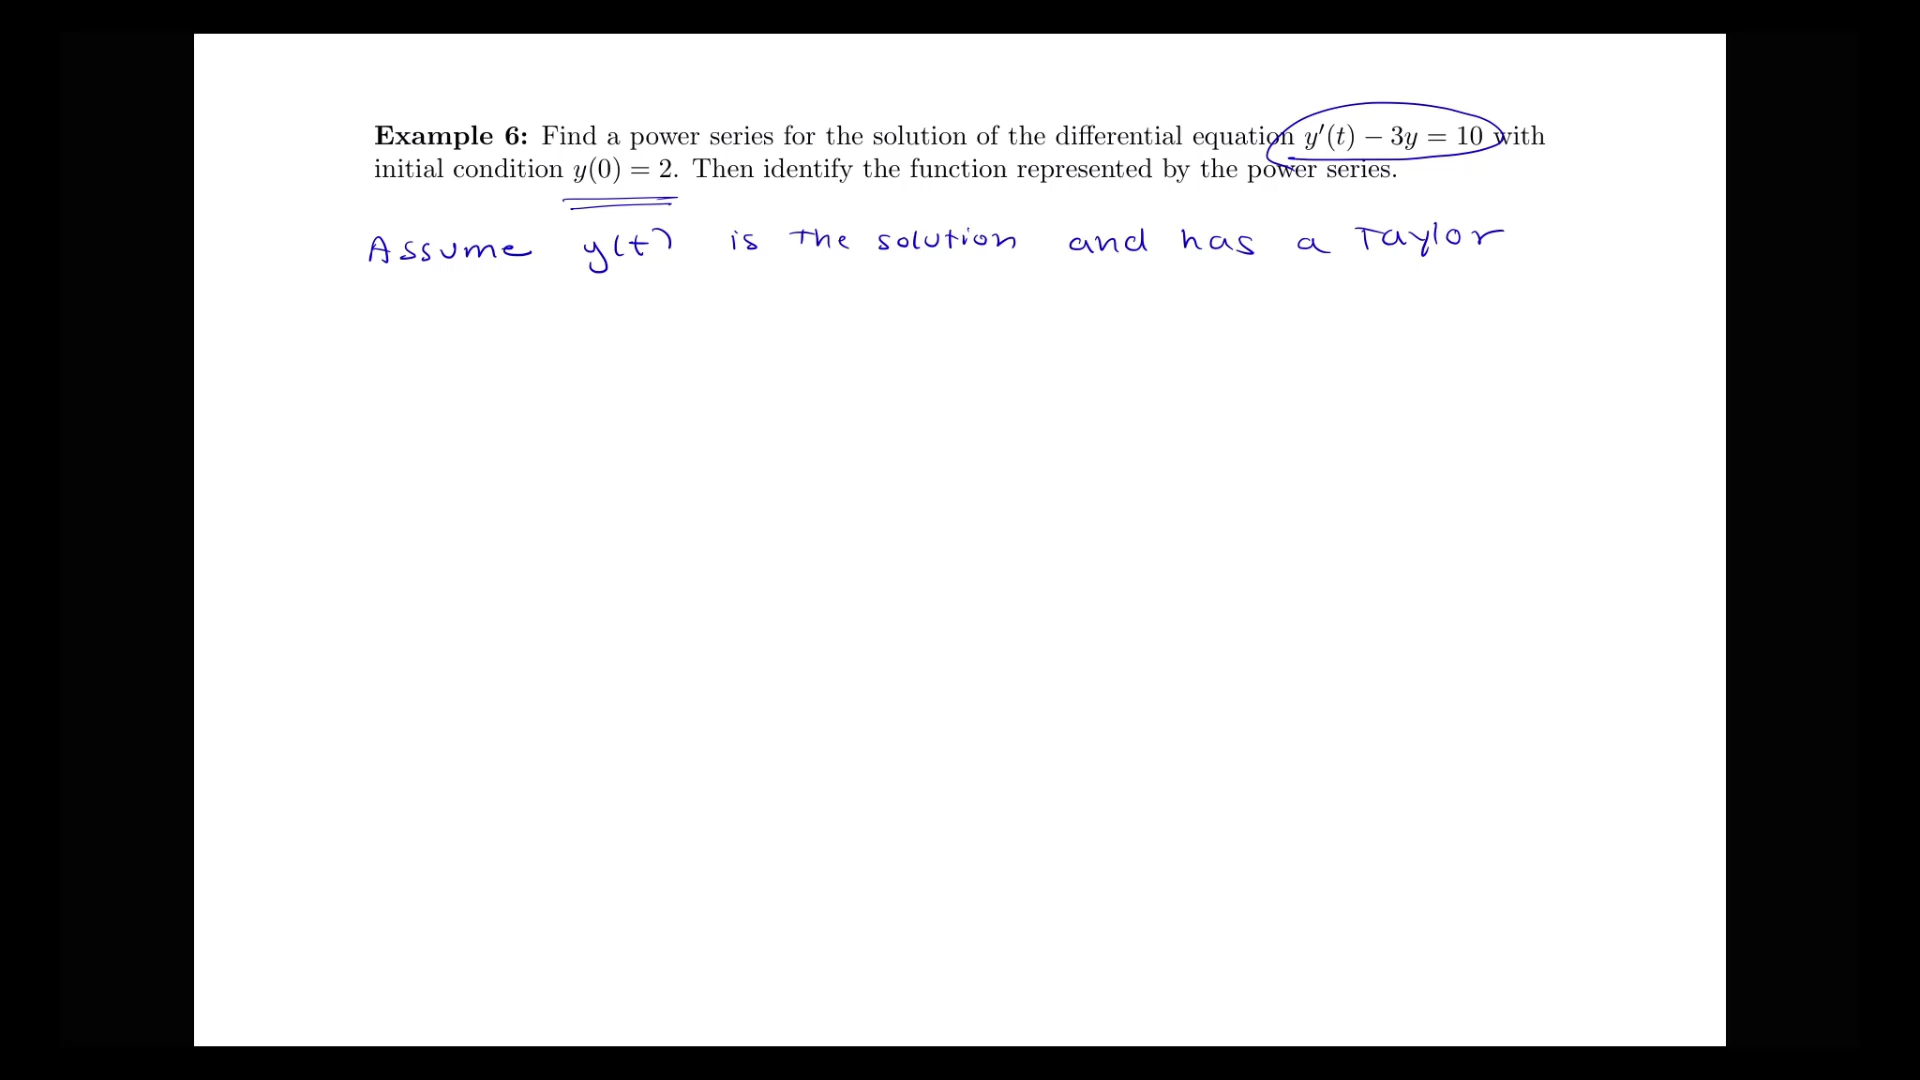 Example 6: Find a power series for the solution of the differential equation y′(t) − 3y = 10 with
initial condition y(0) = 2. Then identify the function represented by the power series.
Assume y(t) is the solution and has a Taylor